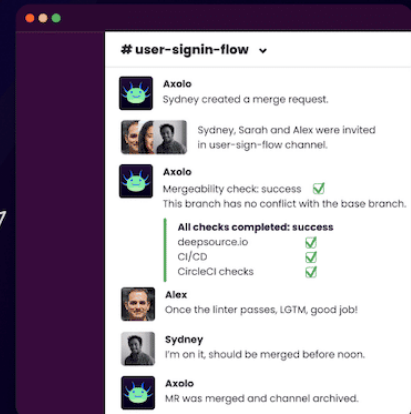 # user-signin-flow
Axolo
Sydney created a merge request.
Sydney, Sarah and Alex were invited
in user-sign-flow channel.
Axolo
Mergeability check: success
This branch has no conflict with the base branch.
All checks completed: success
deepsource.io
CI/CD
CircleCI checks
Alex
Once the linter passes, LGTM, good job!
Sydney
I'm on it, should be merged before noon.
Axolo
MR was merged and channel archived.